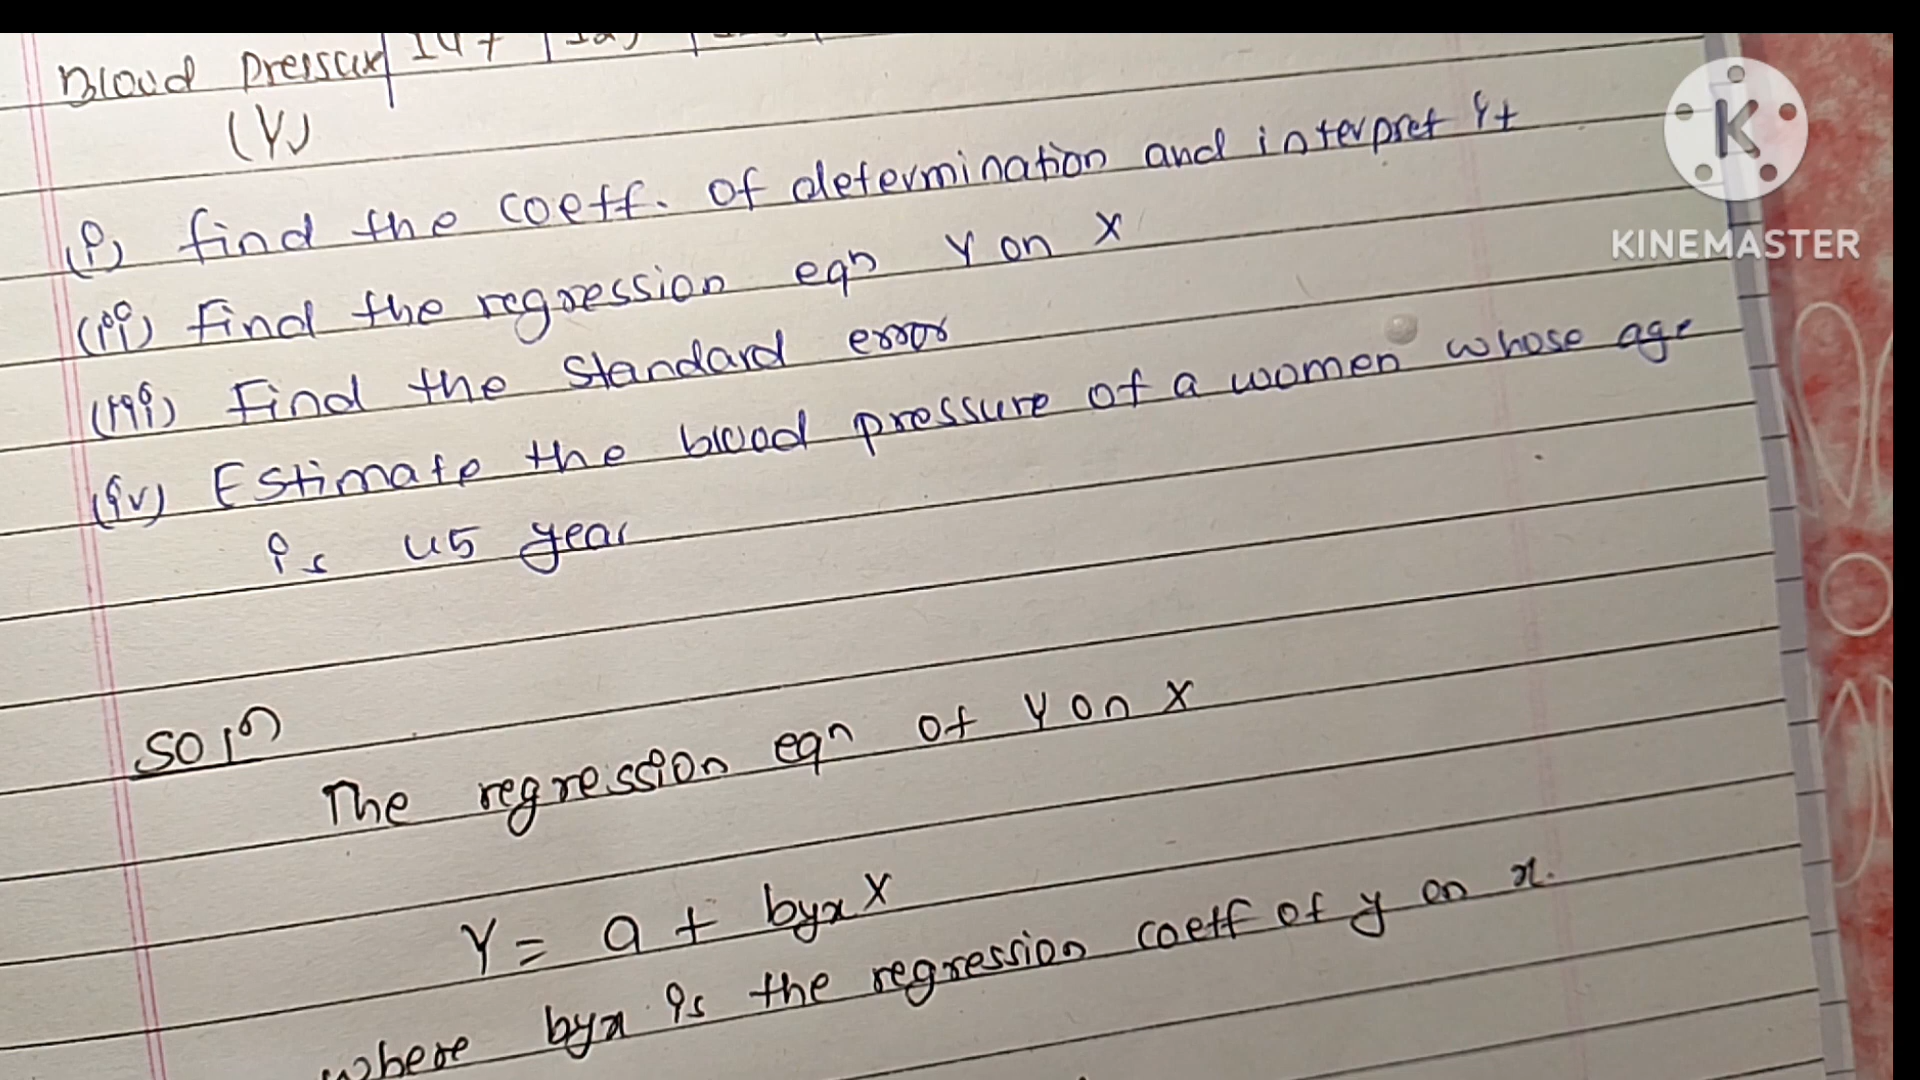 Blood pressure
(Y)
(i) find the coeff. of determination and interpret it
(ii) find the regression eqn Y on X
(iii) Find the standard error
(iv) Estimate the blood pressure of a women whose age
is 45 year
Soln
The regression eqn of Y on X
Y = a + byx X
where byx is the regression coeff of y on x.
K
KINEMASTER